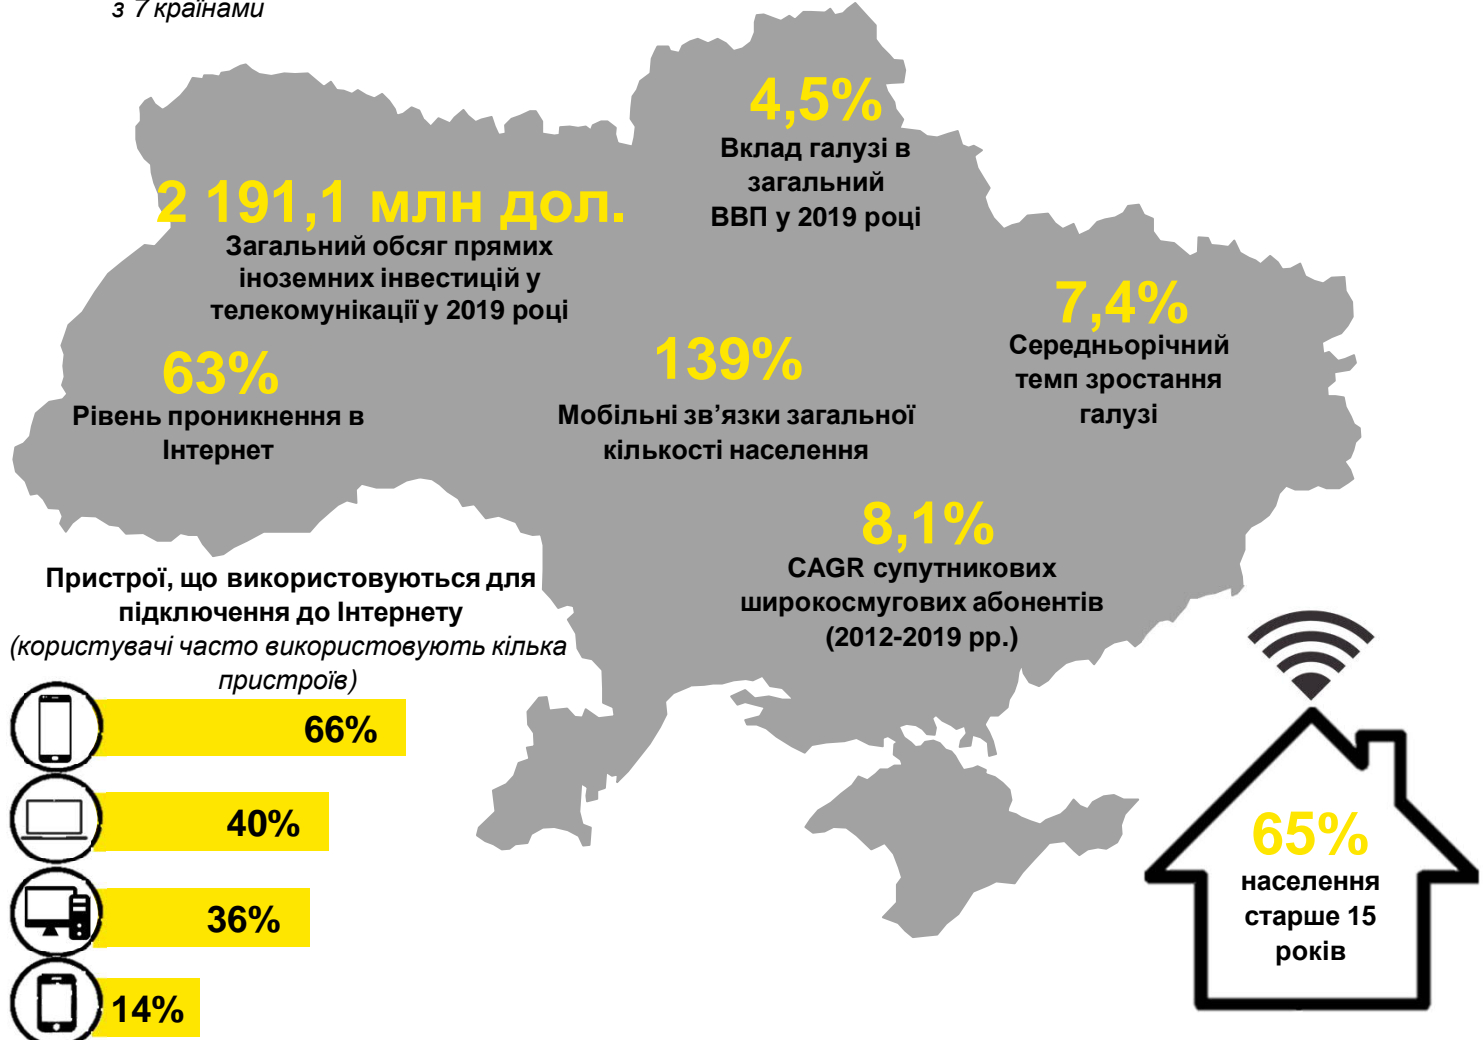 з 7 країнами
4,5%
Вклад галузі в
загальний
ВВП у 2019 році
2 191,1 млн дол.
Загальний обсяг прямих
іноземних інвестицій у
телекомунікації у 2019 році
7,4%
Середньорічний
темп зростання
галузі
63%
Рівень проникнення в
Інтернет
139%
Мобільні зв’язки загальної
кількості населення
8,1%
CAGR супутникових
широкосмугових абонентів
(2012-2019 рр.)
Пристрої, що використовуються для
підключення до Інтернету
(користувачі часто використовують кілька
пристроїв)
66%
40%
36%
14%
65%
населення
старше 15
років